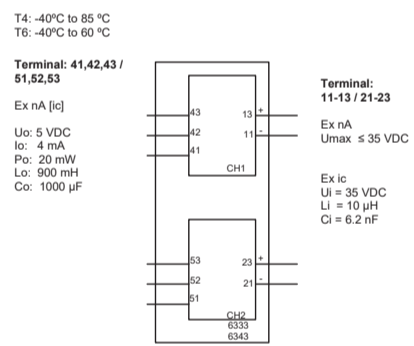 T4: -40ºC to 85 ºC
T6: -40ºC to 60 ºC
Terminal: 41,42,43 /
51,52,53
Ex nA [ic]
Uo: 5 VDC
Io: 4 mA
Po: 20 mW
Lo: 900 mH
Co: 1000 µF
43
42
41
13 +
11 -
CH1
53
52
51
23 +
21 -
CH2
6333
6343
Terminal:
11-13 / 21-23
Ex nA
Umax ≤ 35 VDC
Ex ic
Ui = 35 VDC
Li = 10 µH
Ci = 6.2 nF